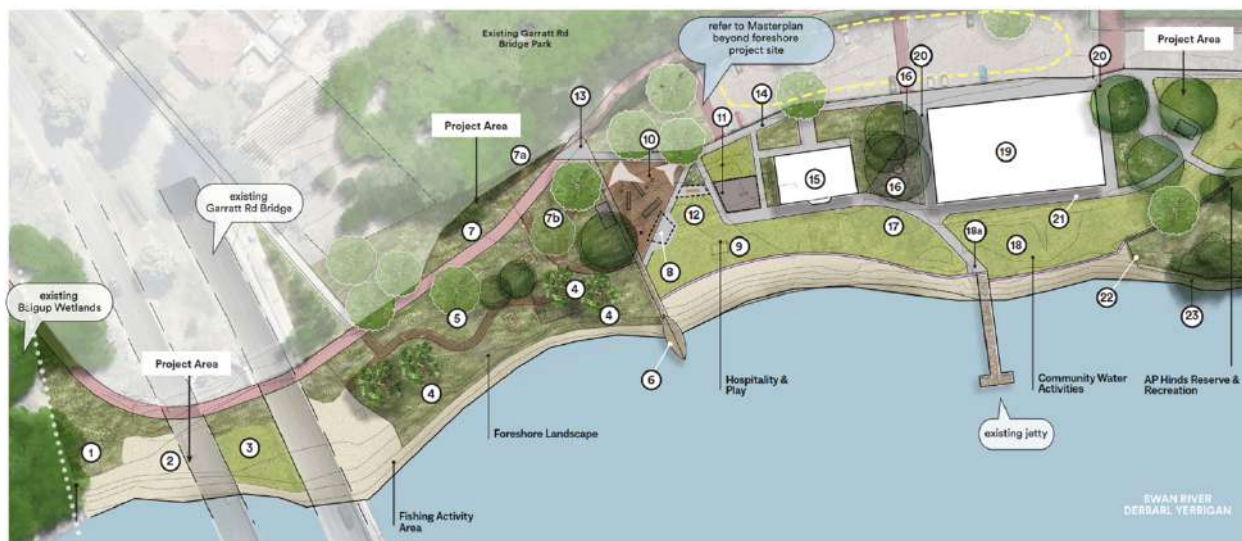 Existing Garratt Rd
Bridge Park
refer to Masterplan
beyond foreshore
project site
Project Area
20
20
16
14
13
11
10
Project Area
7a
19
15
16
existing
Garratt Rd Bridge
7b
12
21
7
17
18a
18
9
8
22
existing
Baigup Wetlands
4
5
4
23
Project Area
6
Hospitality &
Play
Community Water
Activities
AP Hinds Reserve &
Recreation
4
existing jetty
Foreshore Landscape
1
2
3
SWAN RIVER
DERBARL YERRIGAN
Fishing Activity
Area